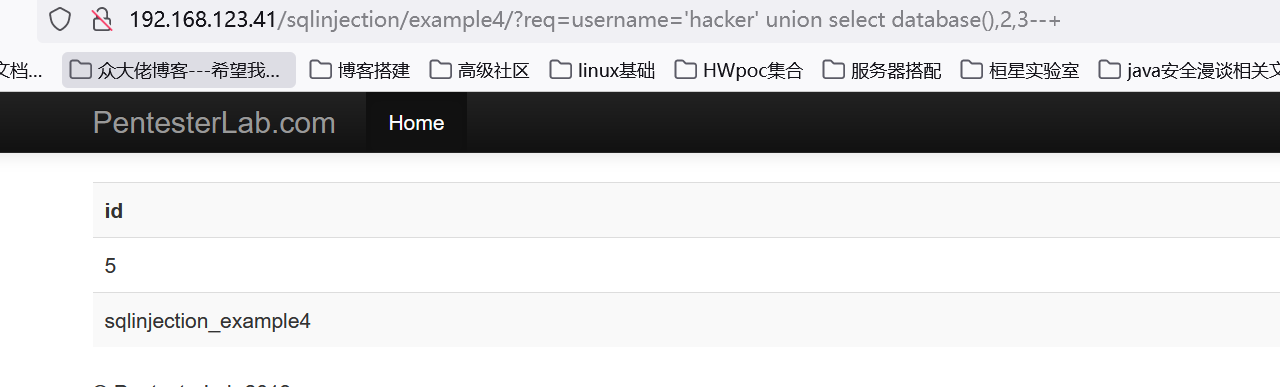 192.168.123.41/sqlinjection/example4/?req=username='hacker' union select database(),2,3--+
文档... 众大佬博客---希望我... 博客搭建 高级社区 linux基础 HWpoc集合 服务器搭配 桓星实验室 java安全漫谈相关文
PentesterLab.com Home
id
5
sqlinjection_example4